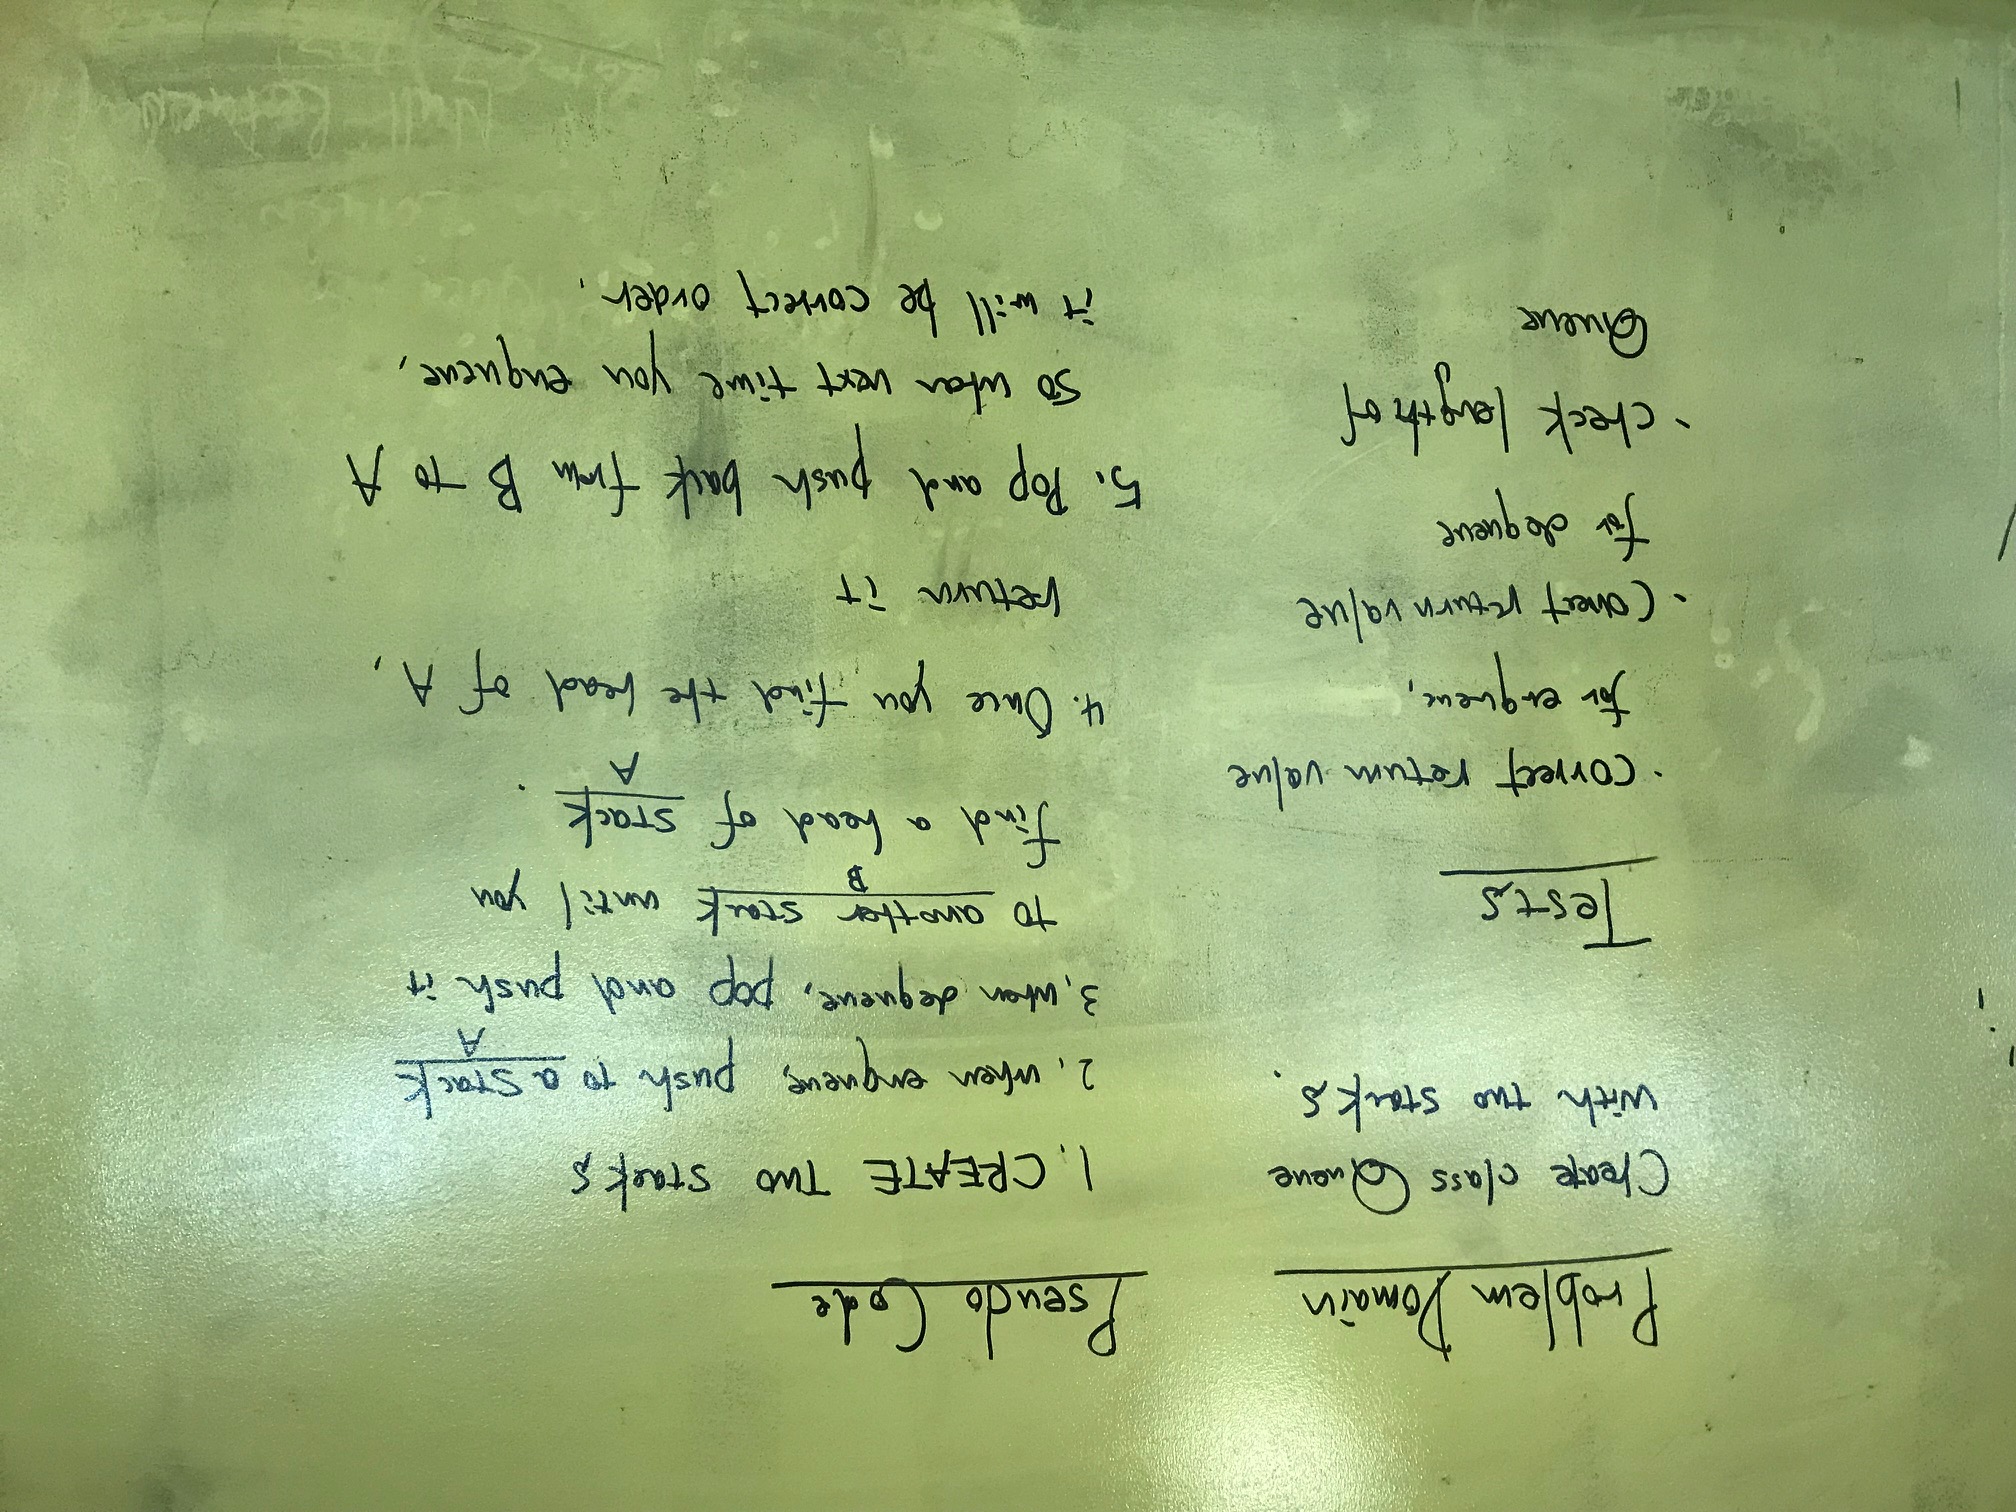 Problem Domain
Create class Queue
with two stacks.
Tests
· correct return value
for enqueue,
· correct return value
for dequeue
· check length of
Queue
Pseudo Code
1. CREATE TWO stacks
2. when enqueue, push to a stack
A
3. when dequeue, pop and push it
to another stack until you
B
find a head of stack.
A
4. Once you find the head of A,
return it
5. Pop and push back from B to A
so when next time you enqueue,
it will be correct order.
Null